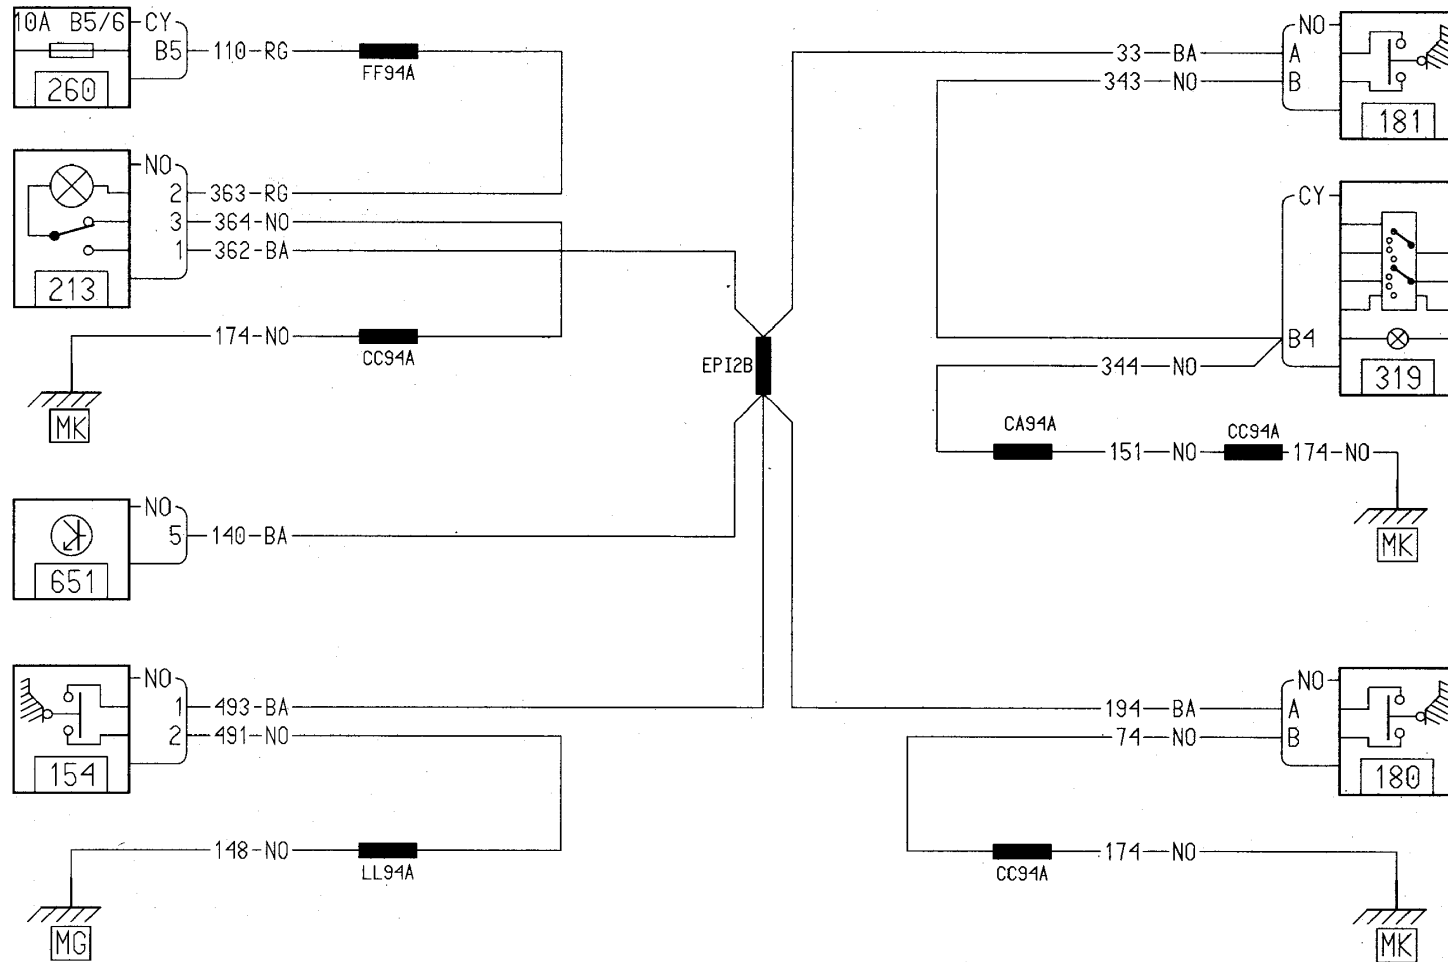 10A B5/6 CY
B5 110-RG
FF94A
260
NO
2 363-RG
3 364-NO
1 362-BA
213
174-NO
CC94A
MK
EPI2B
NO
5 140-BA
651
NO
1 493-BA
2 491-NO
154
148-NO
LL94A
MG
NO
33-BA A
343-NO B
181
CY
B4
344-NO
319
CA94A
151-NO
CC94A
174-NO
MK
NO
194-BA A
74-NO B
180
CC94A
174-NO
MK